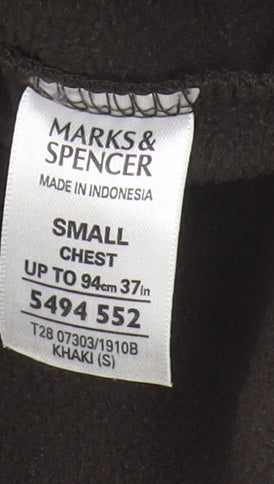 MARKS&
SPENCER
MADE IN INDONESIA
SMALL
CHEST
UP TO 94cm 37in
5494 552
T28 07303/1910B
KHAKI (S)